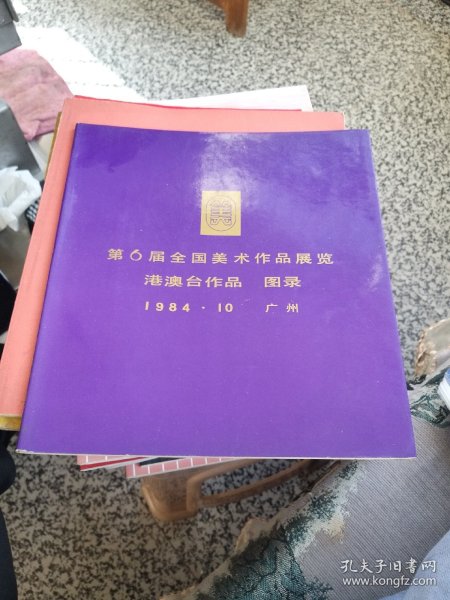 美
第6届全国美术作品展览
港澳台作品 图录
1984·10 广州
孔夫子旧书网
www.kongfz.com